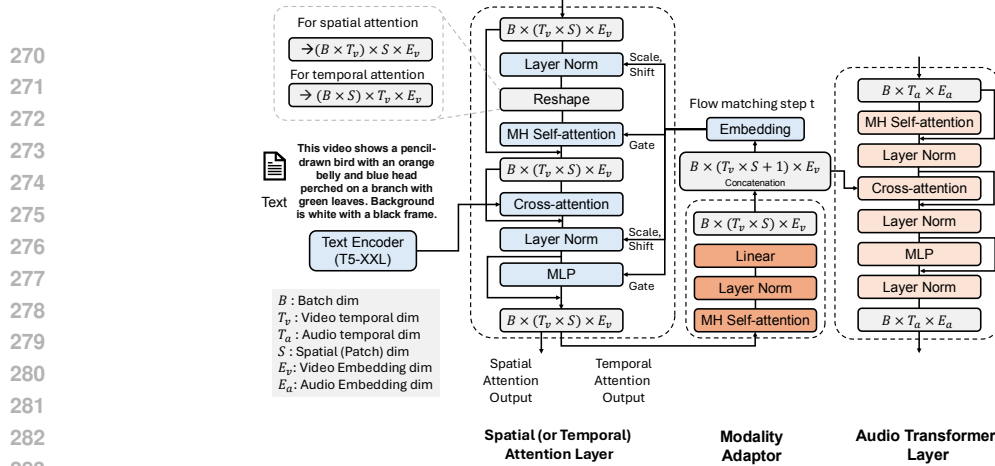 270
271
272
273
274
275
276
277
278
279
280
281
282
For spatial attention
→(B × T_v) × S × E_v
For temporal attention
→ (B × S) × T_v × E_v
Text
This video shows a pencil-
drawn bird with an orange
belly and blue head
perched on a branch with
green leaves. Background
is white with a black frame.
Text Encoder
(T5-XXL)
B : Batch dim
T_v : Video temporal dim
T_a : Audio temporal dim
S : Spatial (Patch) dim
E_v : Video Embedding dim
E_a : Audio Embedding dim
B × (T_v × S) × E_v
Layer Norm
Scale,
Shift
Reshape
MH Self-attention
Gate
B × (T_v × S) × E_v
Cross-attention
Layer Norm
Scale,
Shift
MLP
Gate
B × (T_v × S) × E_v
Spatial
Attention
Output
Temporal
Attention
Output
Spatial (or Temporal)
Attention Layer
Flow matching step t
Embedding
B × (T_v × S + 1) × E_v
Concatenation
B × (T_v × S) × E_v
Linear
Layer Norm
MH Self-attention
Modality
Adaptor
B × T_a × E_a
MH Self-attention
Layer Norm
Cross-attention
Layer Norm
MLP
Layer Norm
B × T_a × E_a
Audio Transformer
Layer